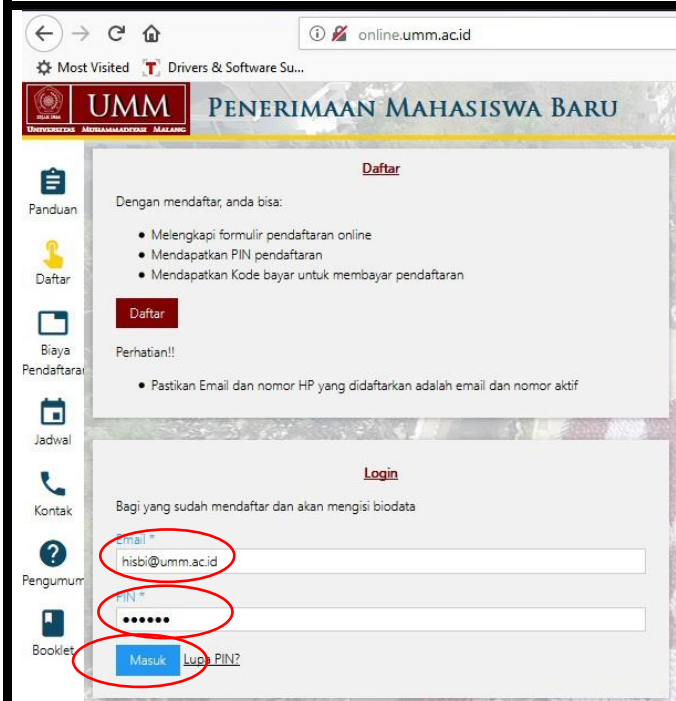 online.umm.ac.id
Most Visited Drivers & Software Su...
UMM
UNIVERSITAS MUHAMMADIYAH MALANG
PENERIMAAN MAHASISWA BARU
Panduan
Daftar
Biaya
Pendaftaran
Jadwal
Kontak
Pengumum
Booklet
Daftar
Dengan mendaftar, anda bisa:
• Melengkapi formulir pendaftaran online
• Mendapatkan PIN pendaftaran
• Mendapatkan Kode bayar untuk membayar pendaftaran
Daftar
Perhatian!!
• Pastikan Email dan nomor HP yang didaftarkan adalah email dan nomor aktif
Login
Bagi yang sudah mendaftar dan akan mengisi biodata
Email *
hisbi@umm.ac.id
PIN *
••••••
Masuk Lupa PIN?